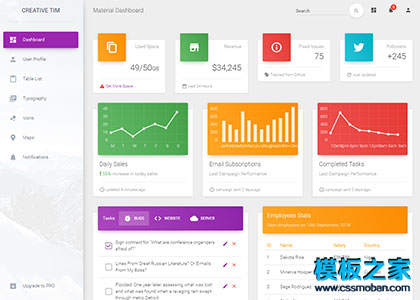 CREATIVE TIM
Material Dashboard
Search
Dashboard
User Profile
Table List
Typography
Icons
Maps
Notifications
Upgrade to PRO
Used Space
49/50GB
Get More Space...
Revenue
$34,245
Last 24 Hours
Fixed Issues
75
Tracked from Github
Followers
+245
Just Updated
M T W T F S S
Daily Sales
55% increase in today sales.
updated 4 minutes ago
Email Subscriptions
Last Campaign Performance
campaign sent 2 days ago
Completed Tasks
Last Campaign Performance
campaign sent 2 days ago
Tasks:
BUGS
WEBSITE
SERVER
Sign contract for "What are conference organizers
afraid of?"
Lines From Great Russian Literature? Or E-mails
From My Boss?
Flooded: One year later, assessing what was lost
and what was found when a ravaging rain swept
through metro Detroit
Employees Stats
New employees on 15th September, 2016
ID Name Salary Country
1 Dakota Rice
2 Minerva Hooper
3 Sage Rodriguez
模板之家
www.cssmoban.com